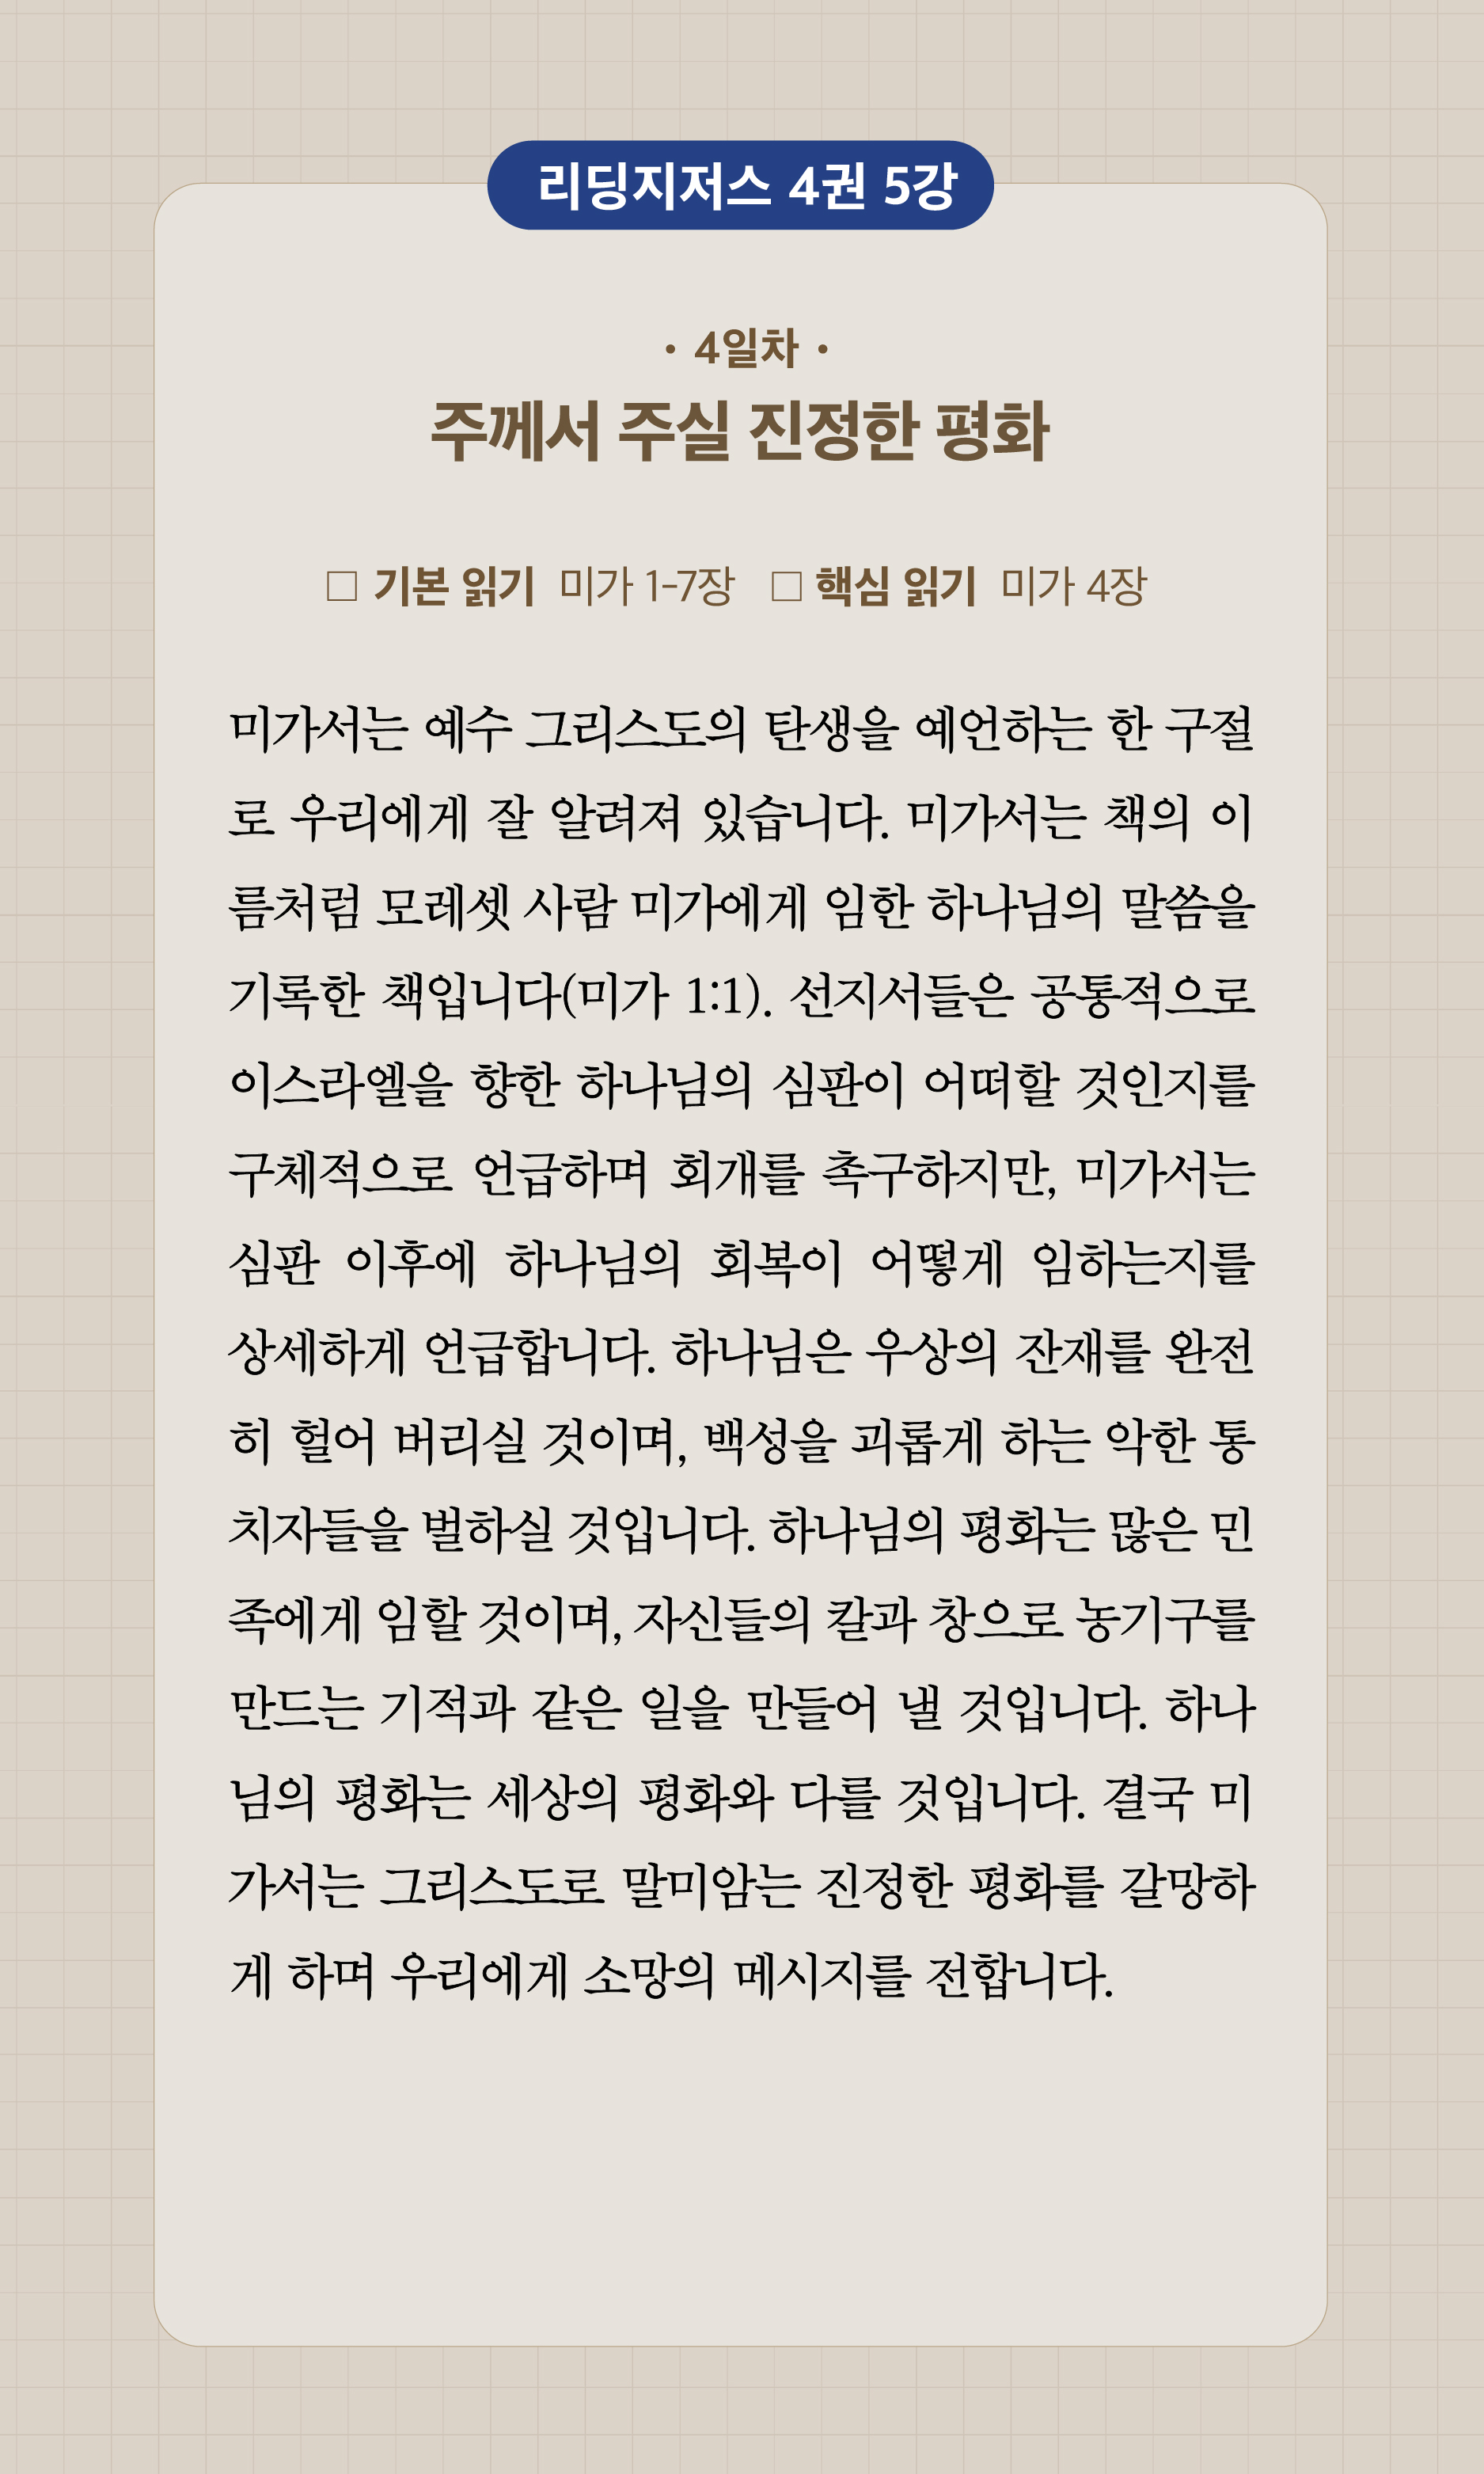 리딩지저스 4권 5강
· 4일차 ·
주께서 주실 진정한 평화
□ 기본 읽기 미가 1-7장 □ 핵심 읽기 미가 4장
미가서는 예수 그리스도의 탄생을 예언하는 한 구절
로 우리에게 잘 알려져 있습니다. 미가서는 책의 이
름처럼 모레셋 사람 미가에게 임한 하나님의 말씀을
기록한 책입니다(미가 1:1). 선지서들은 공통적으로
이스라엘을 향한 하나님의 심판이 어떠할 것인지를
구체적으로 언급하며 회개를 촉구하지만, 미가서는
심판 이후에 하나님의 회복이 어떻게 임하는지를
상세하게 언급합니다. 하나님은 우상의 잔재를 완전
히 헐어 버리실 것이며, 백성을 괴롭게 하는 악한 통
치자들을 벌하실 것입니다. 하나님의 평화는 많은 민
족에게 임할 것이며, 자신들의 칼과 창으로 농기구를
만드는 기적과 같은 일을 만들어 낼 것입니다. 하나
님의 평화는 세상의 평화와 다를 것입니다. 결국 미
가서는 그리스도로 말미암는 진정한 평화를 갈망하
게 하며 우리에게 소망의 메시지를 전합니다.